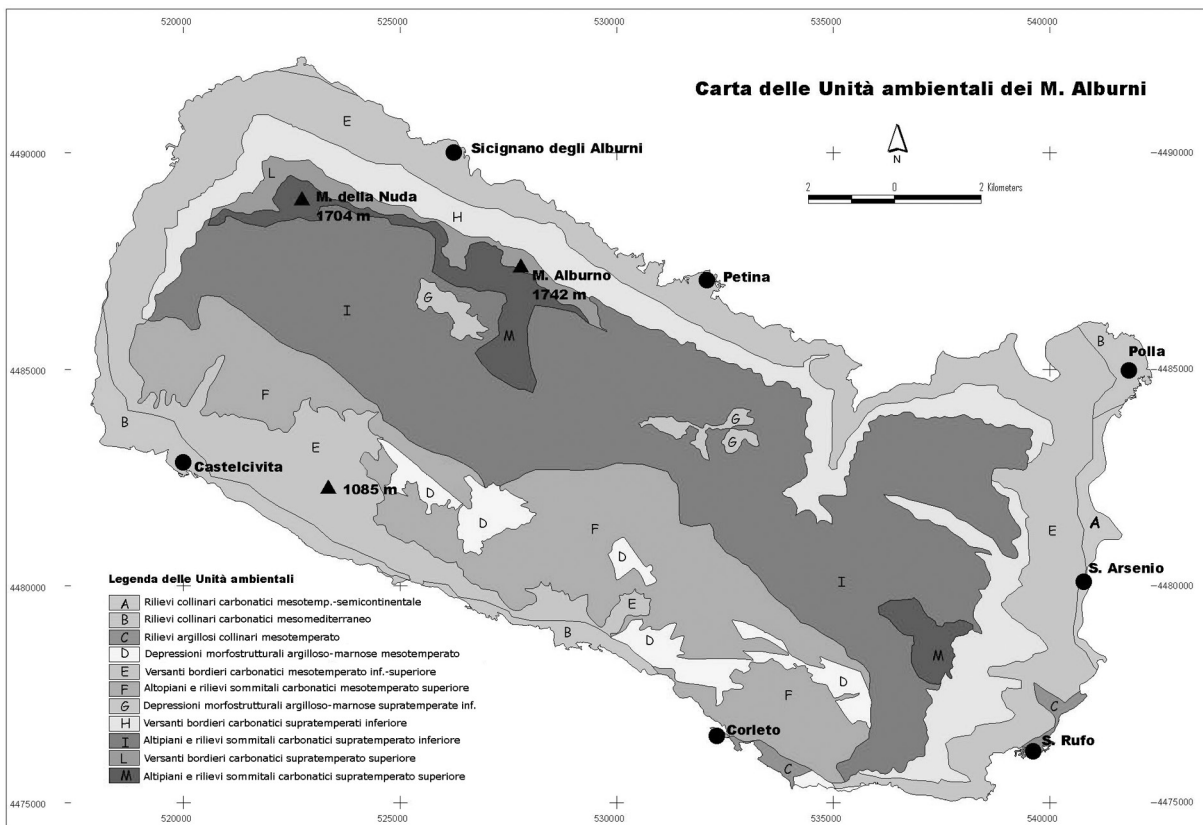 520000 525000 530000 535000 540000
Carta delle Unità ambientali dei M. Alburni
E
4490000
Sicignano degli Alburni
N
4490000
L
2 0 2 Kilometers
M. della Nuda
1704 m
H
M. Alburno
1742 m
Petina
G
I
M
B
Polla
4485000
4485000
F
G
B
G
E
Castelcivita
1085 m
D
D
A
F
E
D
S. Arsenio
Legenda delle Unità ambientali
4480000
I
4480000
A Rilievi collinari carbonatici mesotemp.-semicontinentale
B Rilievi collinari carbonatici mesomediterraneo
E
C Rilievi argillosi collinari mesotemperato
B
D
D Depressioni morfostrutturali argilloso-marnose mesotemperato
M
E Versanti bordieri carbonatici mesotemperato inf.-superiore
D
F Altopiani e rilievi sommitali carbonatici mesotemperato superiore
F
G Depressioni morfostrutturali argilloso-marnose supratemperate inf.
C
H Versanti bordieri carbonatici supratemperati inferiore
Corleto
I Altipiani e rilievi sommitali carbonatici supratemperato inferiore
S. Rufo
L Versanti bordieri carbonatici supratemperato superiore
C
M Altipiani e rilievi sommitali carbonatici supratemperato superiore
4475000
4475000
520000 525000 530000 535000 540000